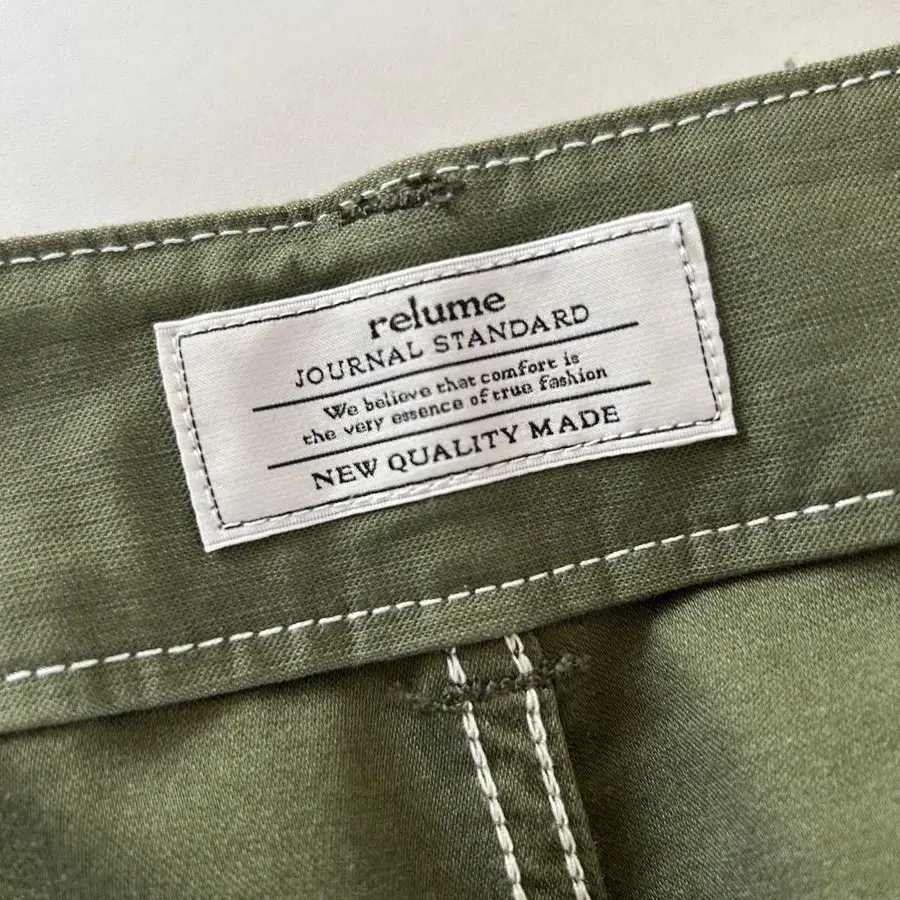 relume
JOURNAL STANDARD
We believe that comfort is
the very essence of true fashion
NEW QUALITY MADE